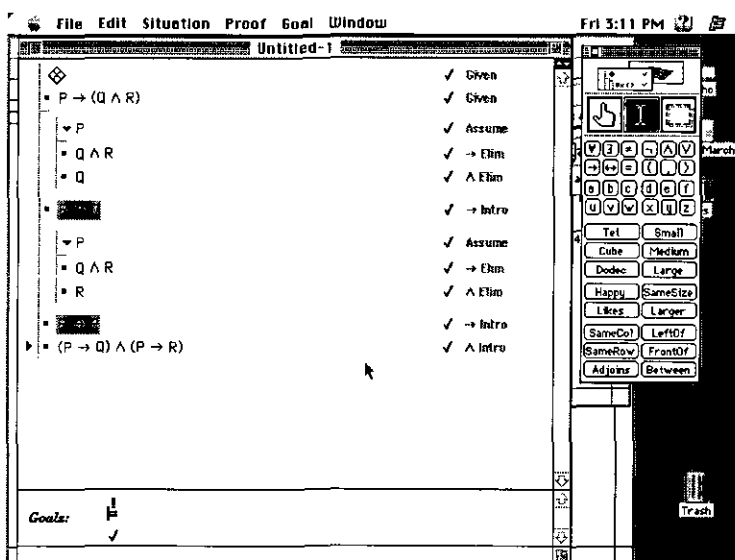 File Edit Situation Proof Goal Window Fri 3:11 PM
Untitled-1
✓ Given
P → (Q ∧ R) ✓ Given
P ✓ Assume
Q ∧ R ✓ → Elim
Q ✓ ∧ Elim
✓ → Intro
P ✓ Assume
Q ∧ R ✓ → Elim
R ✓ ∧ Elim
✓ → Intro
(P → Q) ∧ (P → R) ✓ ∧ Intro
Goals:
✓
∀ ∃ ≠ ¬ ∧ ∨
→ ↔ = ( , )
a b c d e f
u v w x y z
Tet Small
Cube Medium
Dodec Large
Happy SameSize
Likes Larger
SameCol LeftOf
SameRow FrontOf
Adjoins Between
March
Trash